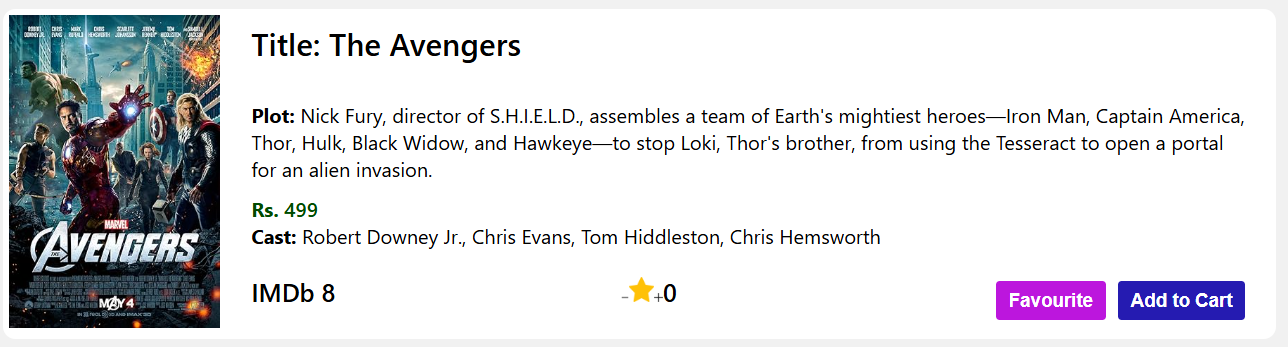 ROBERT DOWNEY JR. CHRIS EVANS MARK RUFFALO CHRIS HEMSWORTH SCARLETT JOHANSSON JEREMY RENNER TOM HIDDLESTON SAMUEL L. JACKSON
MARVEL
THE AVENGERS
MAY 4
Title: The Avengers
Plot: Nick Fury, director of S.H.I.E.L.D., assembles a team of Earth's mightiest heroes—Iron Man, Captain America,
Thor, Hulk, Black Widow, and Hawkeye—to stop Loki, Thor's brother, from using the Tesseract to open a portal
for an alien invasion.
Rs. 499
Cast: Robert Downey Jr., Chris Evans, Tom Hiddleston, Chris Hemsworth
IMDb 8 -+0 Favourite Add to Cart